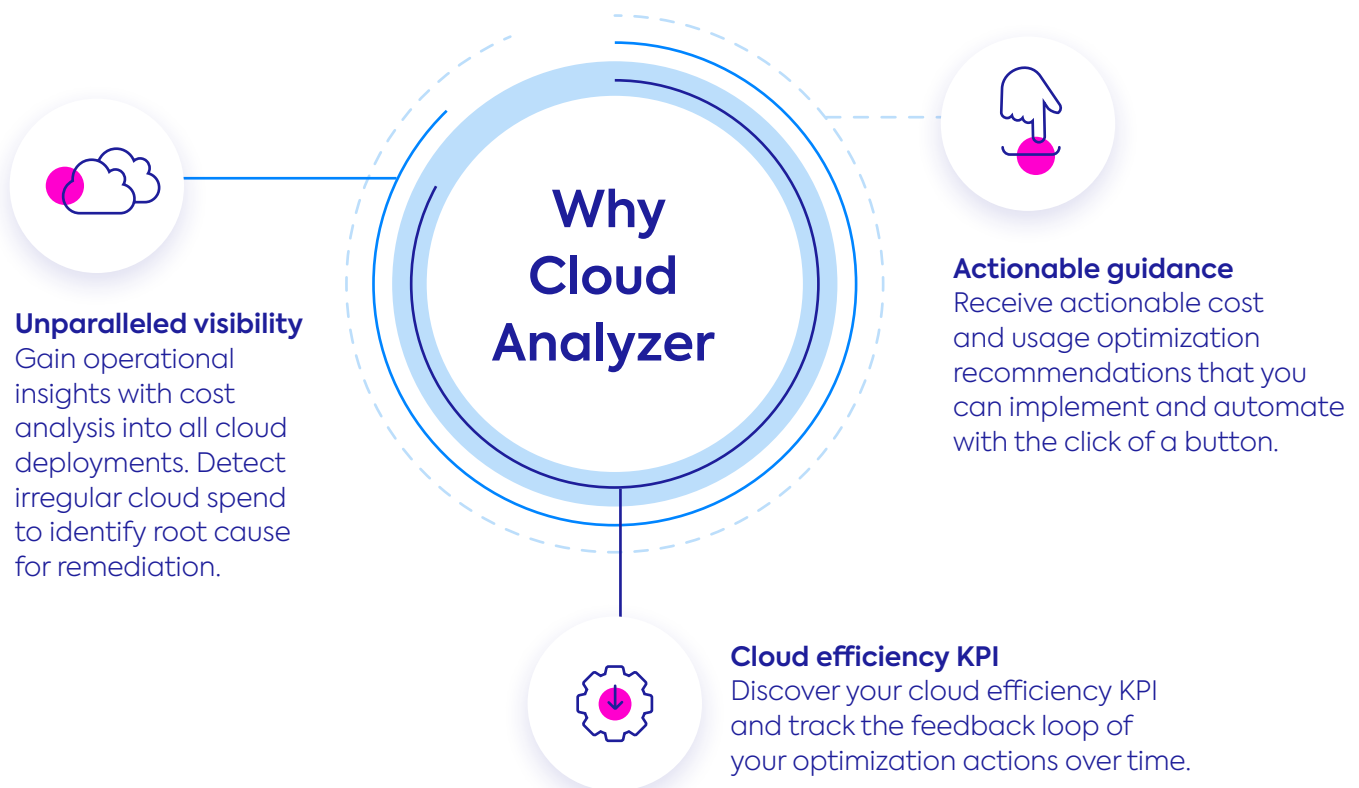 Why
Cloud
Analyzer
Unparalleled visibility
Gain operational
insights with cost
analysis into all cloud
deployments. Detect
irregular cloud spend
to identify root cause
for remediation.
Actionable guidance
Receive actionable cost
and usage optimization
recommendations that you
can implement and automate
with the click of a button.
Cloud efficiency KPI
Discover your cloud efficiency KPI
and track the feedback loop of
your optimization actions over time.